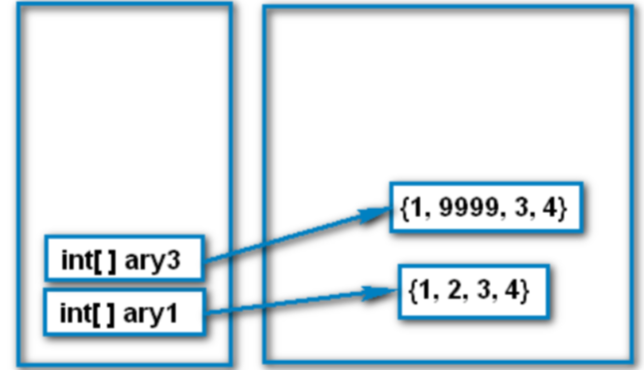 {1, 9999, 3, 4}
int[ ] ary3
{1, 2, 3, 4}
int[ ] ary1